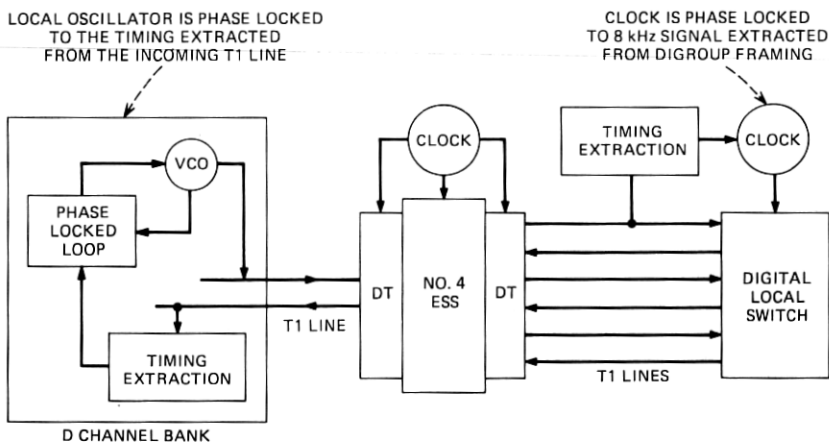 LOCAL OSCILLATOR IS PHASE LOCKED
TO THE TIMING EXTRACTED
FROM THE INCOMING T1 LINE
CLOCK IS PHASE LOCKED
TO 8 kHz SIGNAL EXTRACTED
FROM DIGROUP FRAMING
VCO
PHASE
LOCKED
LOOP
TIMING
EXTRACTION
D CHANNEL BANK
T1 LINE
CLOCK
DT
NO. 4
ESS
DT
TIMING
EXTRACTION
CLOCK
DIGITAL
LOCAL
SWITCH
T1 LINES